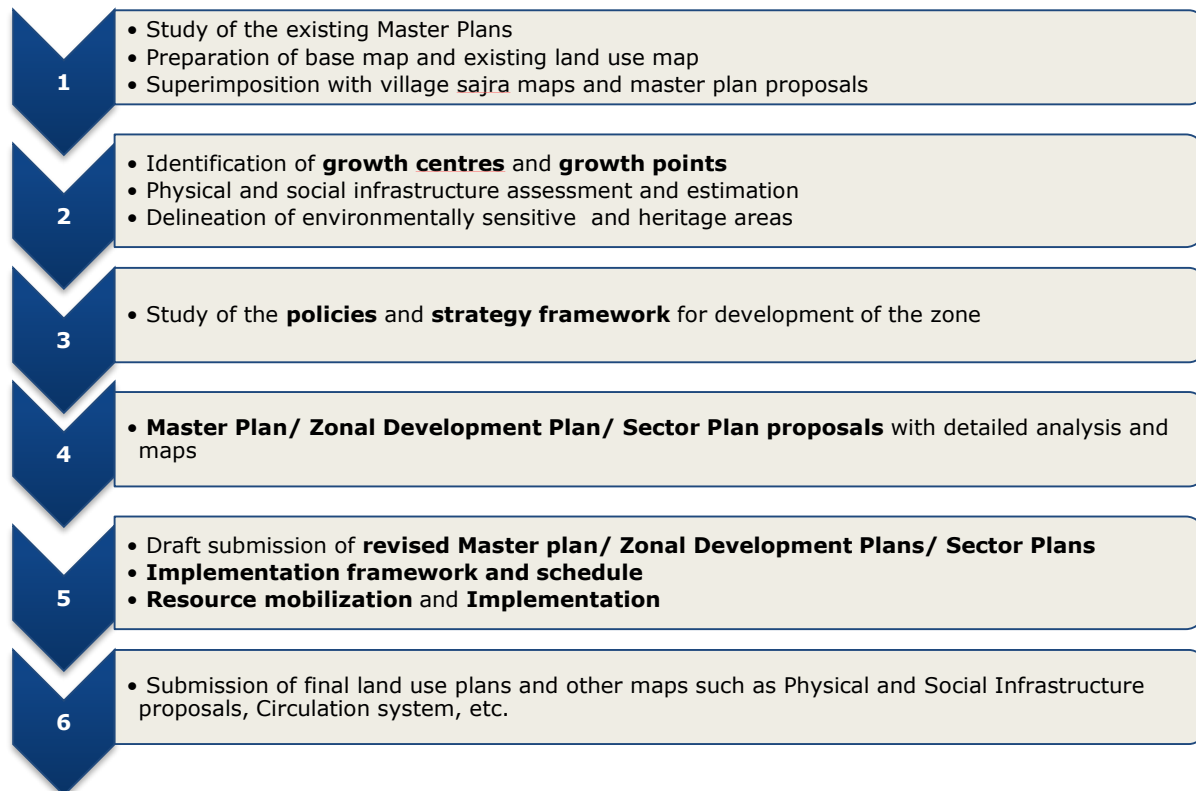 1
• Study of the existing Master Plans
• Preparation of base map and existing land use map
• Superimposition with village sajra maps and master plan proposals
2
• Identification of growth centres and growth points
• Physical and social infrastructure assessment and estimation
• Delineation of environmentally sensitive  and heritage areas
3
• Study of the policies and strategy framework for development of the zone
4
• Master Plan/ Zonal Development Plan/ Sector Plan proposals with detailed analysis and
maps
5
• Draft submission of revised Master plan/ Zonal Development Plans/ Sector Plans
• Implementation framework and schedule
• Resource mobilization and Implementation
6
• Submission of final land use plans and other maps such as Physical and Social Infrastructure
proposals, Circulation system, etc.